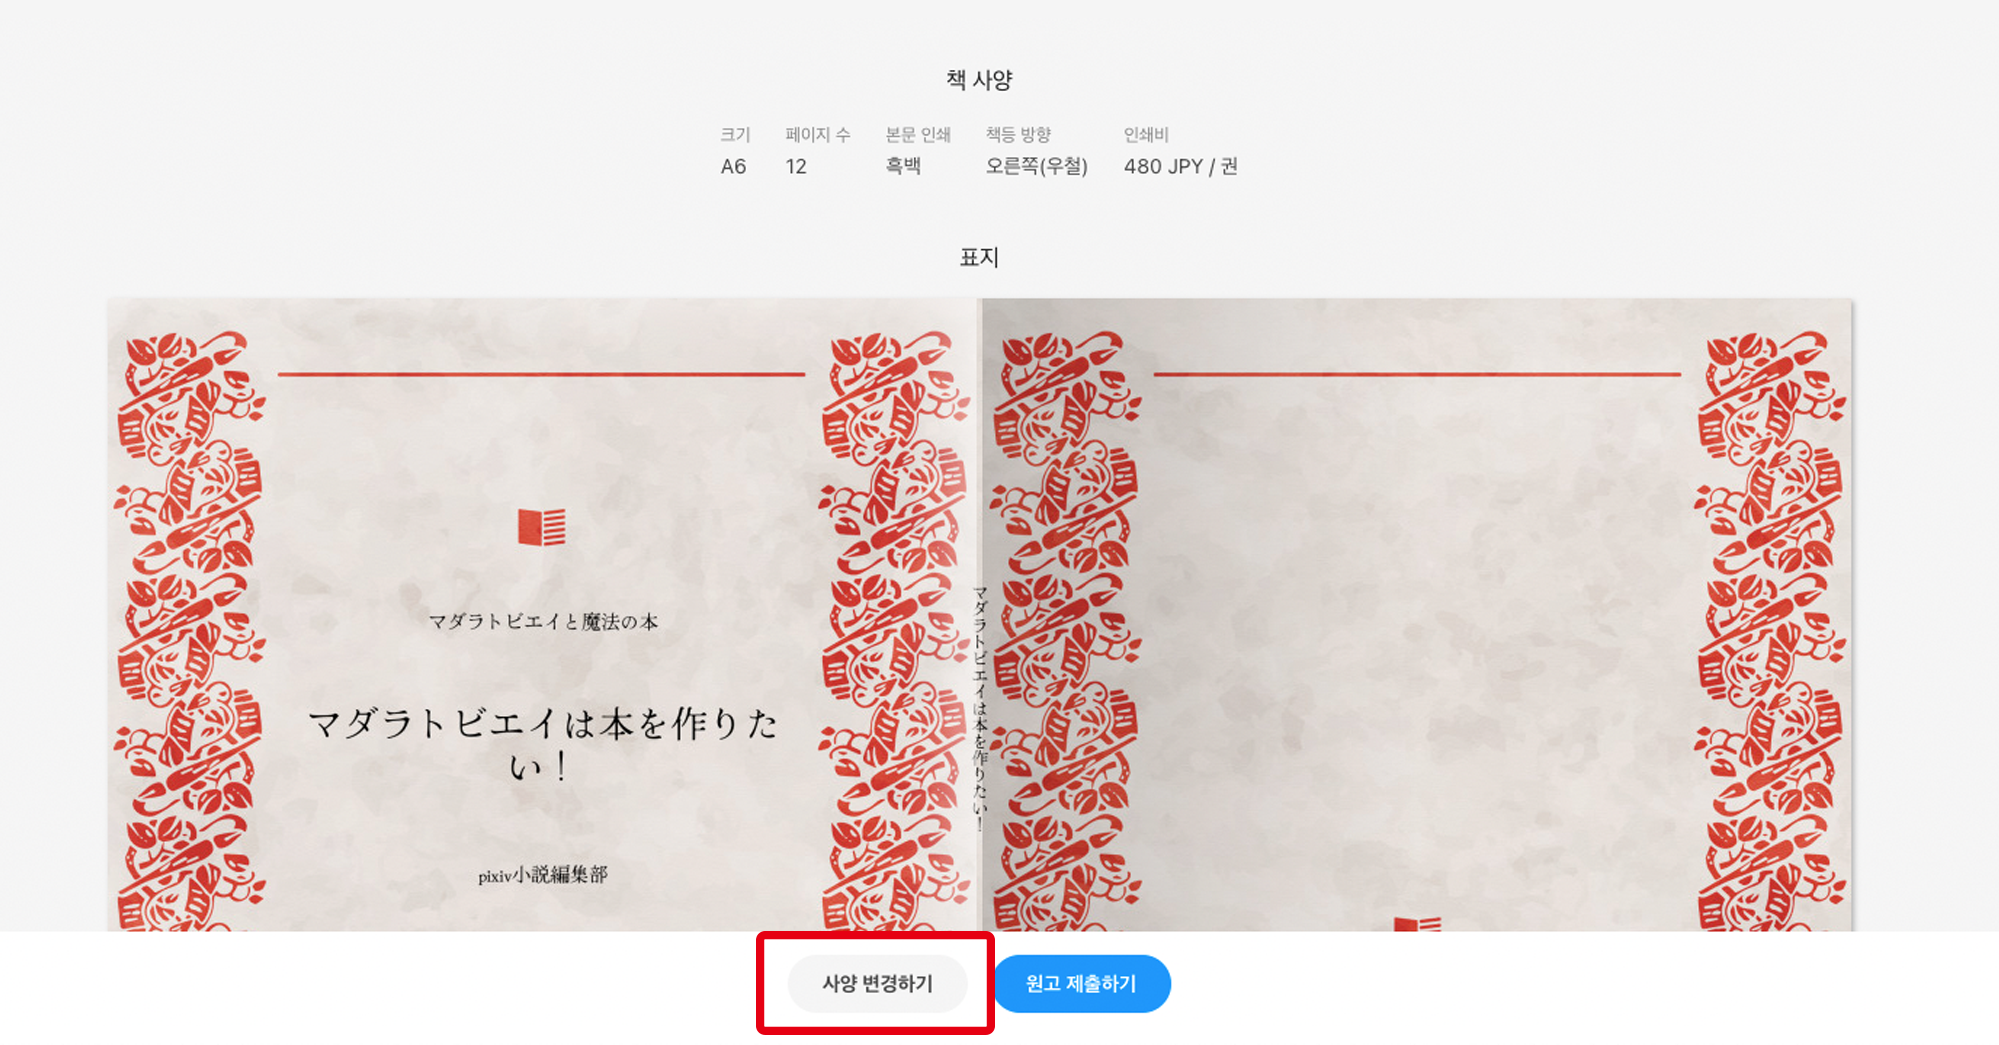 책 사양
크기 페이지 수 본문 인쇄 책등 방향 인쇄비
A6 12 흑백 오른쪽(우철) 480 JPY / 권
표지
マダラトビエイと魔法の本
マダラトビエイは本を作りた
い！
pixiv小説編集部
マダラトビエイは本を作りたい！
사양 변경하기
원고 제출하기